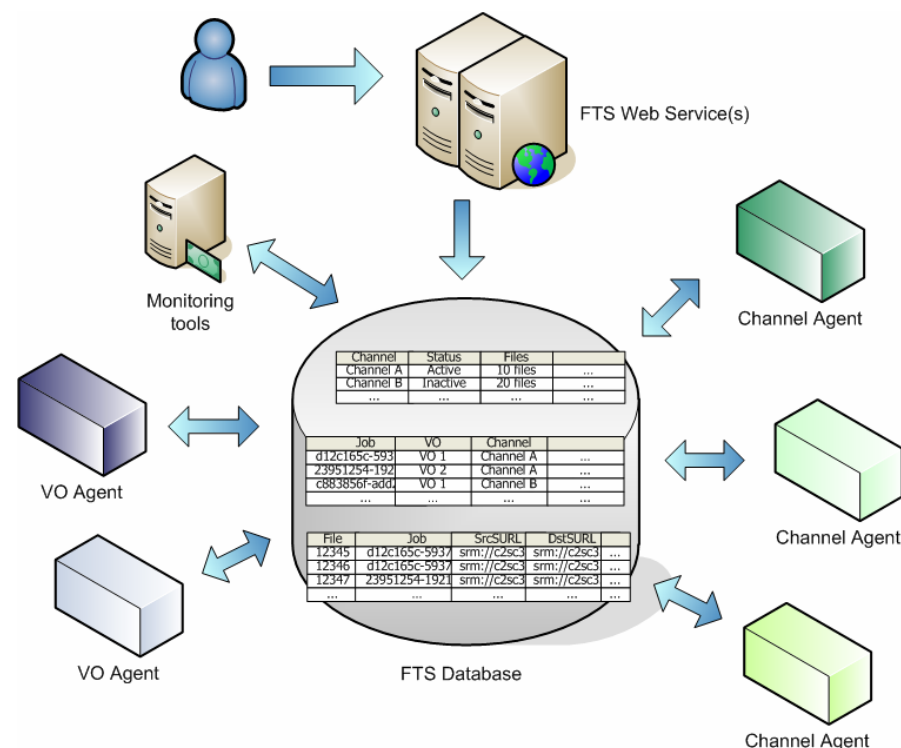 FTS Web Service(s)
Monitoring
tools
Channel Agent
Channel Status Files
Channel A Active 10 files ...
Channel B Inactive 20 files ...
... ... ... ...
VO Agent
Job VO Channel
d12c165c-593 VO 1 Channel A ...
23951254-192 VO 2 Channel A ...
c883856f-add2 VO 1 Channel B ...
... ... ... ...
Channel Agent
File Job SrcSURL DstSURL
12345 d12c165c-5937 srm://c2sc3 srm://c2sc3 ...
12346 d12c165c-5937 srm://c2sc3 srm://c2sc3 ...
12347 23951254-1921 srm://c2sc3 srm://c2sc3 ...
... ... ... ... ...
VO Agent
FTS Database
Channel Agent